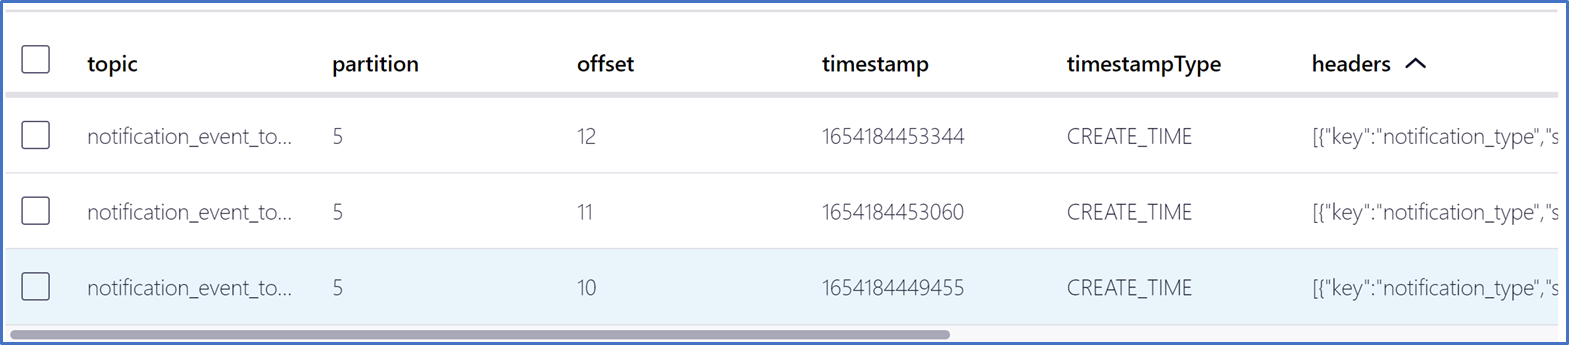 topic partition offset timestamp timestampType headers
notification_event_to... 5 12 1654184453344 CREATE_TIME [{"key":"notification_type","s
notification_event_to... 5 11 1654184453060 CREATE_TIME [{"key":"notification_type","s
notification_event_to... 5 10 1654184449455 CREATE_TIME [{"key":"notification_type","s